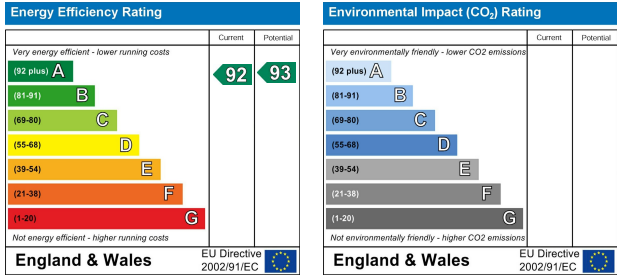 Energy Efficiency Rating
Current Potential
Very energy efficient - lower running costs
(92 plus) A
92 93
(81-91) B
(69-80) C
(55-68) D
(39-54) E
(21-38) F
(1-20) G
Not energy efficient - higher running costs
England & Wales
EU Directive
2002/91/EC
Environmental Impact (CO₂) Rating
Current Potential
Very environmentally friendly - lower CO2 emissions
(92 plus) A
(81-91) B
(69-80) C
(55-68) D
(39-54) E
(21-38) F
(1-20) G
Not environmentally friendly - higher CO2 emissions
England & Wales
EU Directive
2002/91/EC